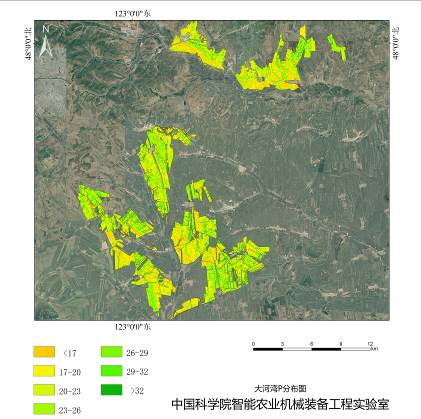 123°0'0"东
N
48°0'0"北
48°0'0"北
123°0'0"东
<17
26-29
17-20
29-32
20-23
>32
23-26
0 3 6 9 12
km
大河湾P分布图
中国科学院智能农业机械装备工程实验室